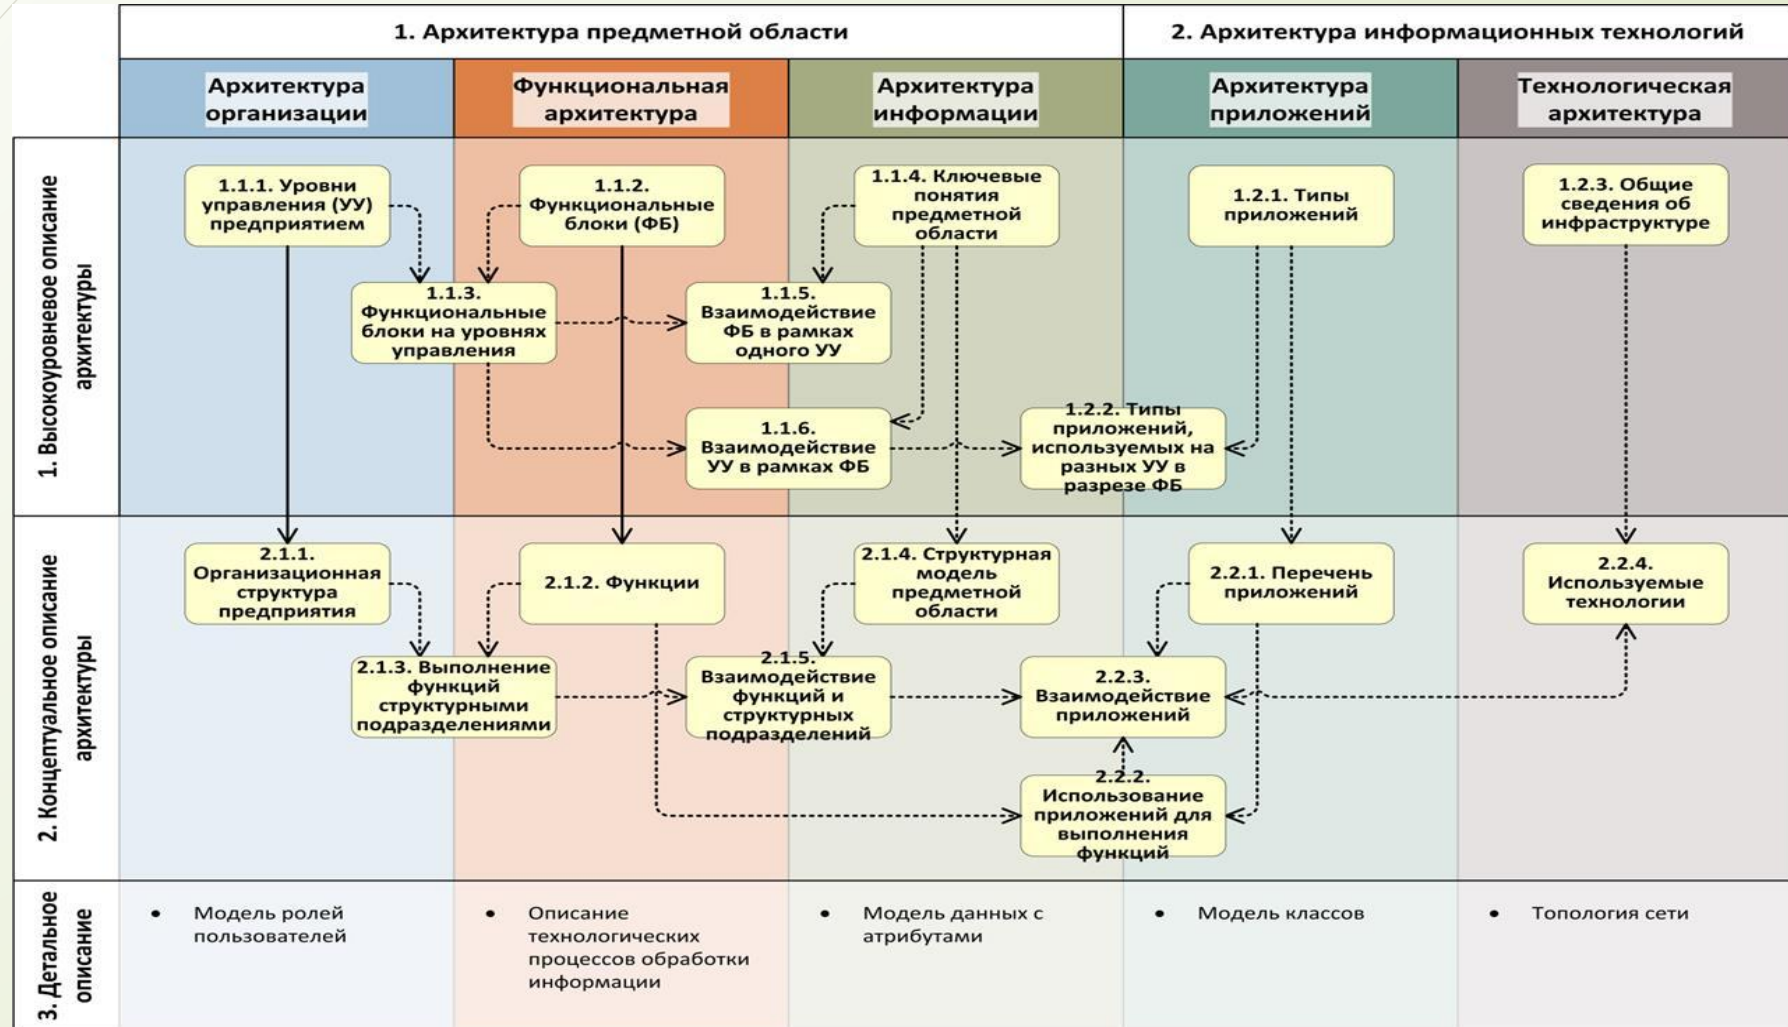 1. Архитектура предметной области
2. Архитектура информационных технологий
Архитектура
организации
Функциональная
архитектура
Архитектура
информации
Архитектура
приложений
Технологическая
архитектура
1. Высокоуровневое описание
архитектуры
1.1.1. Уровни
управления (УУ)
предприятием
1.1.2.
Функциональные
блоки (ФБ)
1.1.4. Ключевые
понятия
предметной
области
1.2.1. Типы
приложений
1.2.3. Общие
сведения об
инфраструктуре
1.1.3.
Функциональные
блоки на уровнях
управления
1.1.5.
Взаимодействие
ФБ в рамках
одного УУ
1.1.6.
Взаимодействие
УУ в рамках ФБ
1.2.2. Типы
приложений,
используемых на
разных УУ в
разрезе ФБ
2. Концептуальное описание
архитектуры
2.1.1.
Организационная
структура
предприятия
2.1.2. Функции
2.1.4. Структурная
модель
предметной
области
2.2.1. Перечень
приложений
2.2.4.
Используемые
технологии
2.1.3. Выполнение
функций
структурными
подразделениями
2.1.5.
Взаимодействие
функций и
структурных
подразделений
2.2.3.
Взаимодействие
приложений
2.2.2.
Использование
приложений для
выполнения
функций
3. Детальное
описание
• Модель ролей
пользователей
• Описание
технологических
процессов обработки
информации
• Модель данных с
атрибутами
• Модель классов
• Топология сети